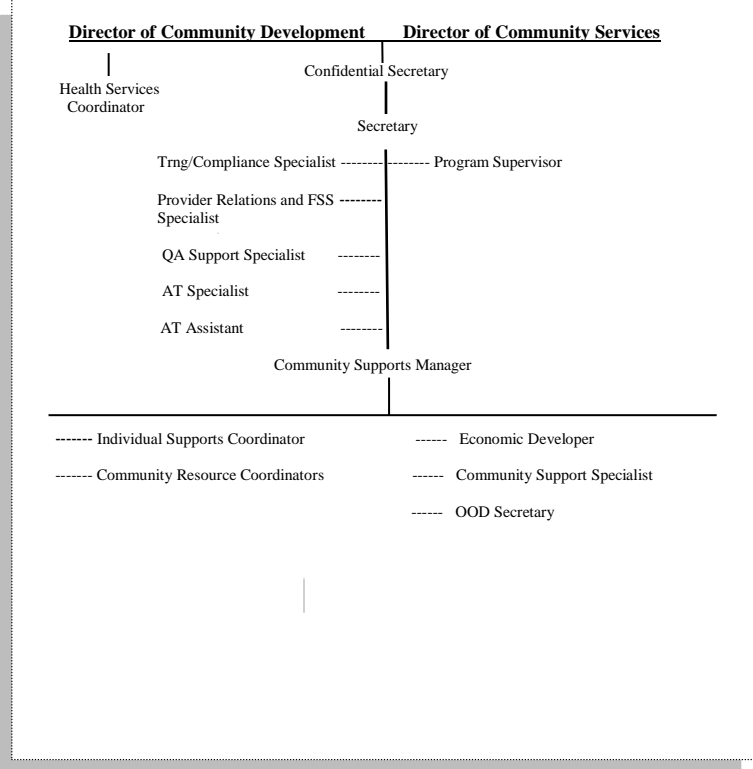 Director of Community Development Director of Community Services
Confidential Secretary
Health Services
Coordinator
Secretary
Trng/Compliance Specialist -------- -------- Program Supervisor
Provider Relations and FSS --------
Specialist
QA Support Specialist --------
AT Specialist --------
AT Assistant --------
Community Supports Manager
------- Individual Supports Coordinator ------ Economic Developer
------- Community Resource Coordinators ------ Community Support Specialist
------ OOD Secretary